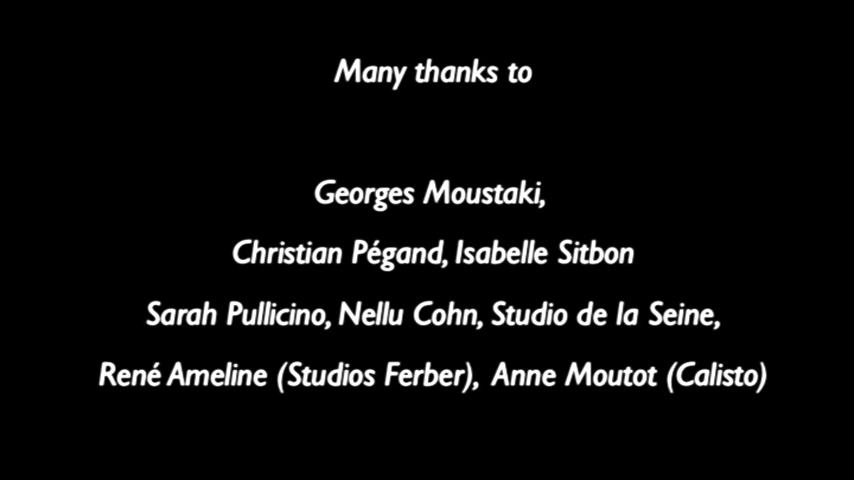 Many thanks to
Georges Moustaki,
Christian Pégand, Isabelle Sitbon
Sarah Pullicino, Nellu Cohn, Studio de la Seine,
René Ameline (Studios Ferber), Anne Moutot (Calisto)